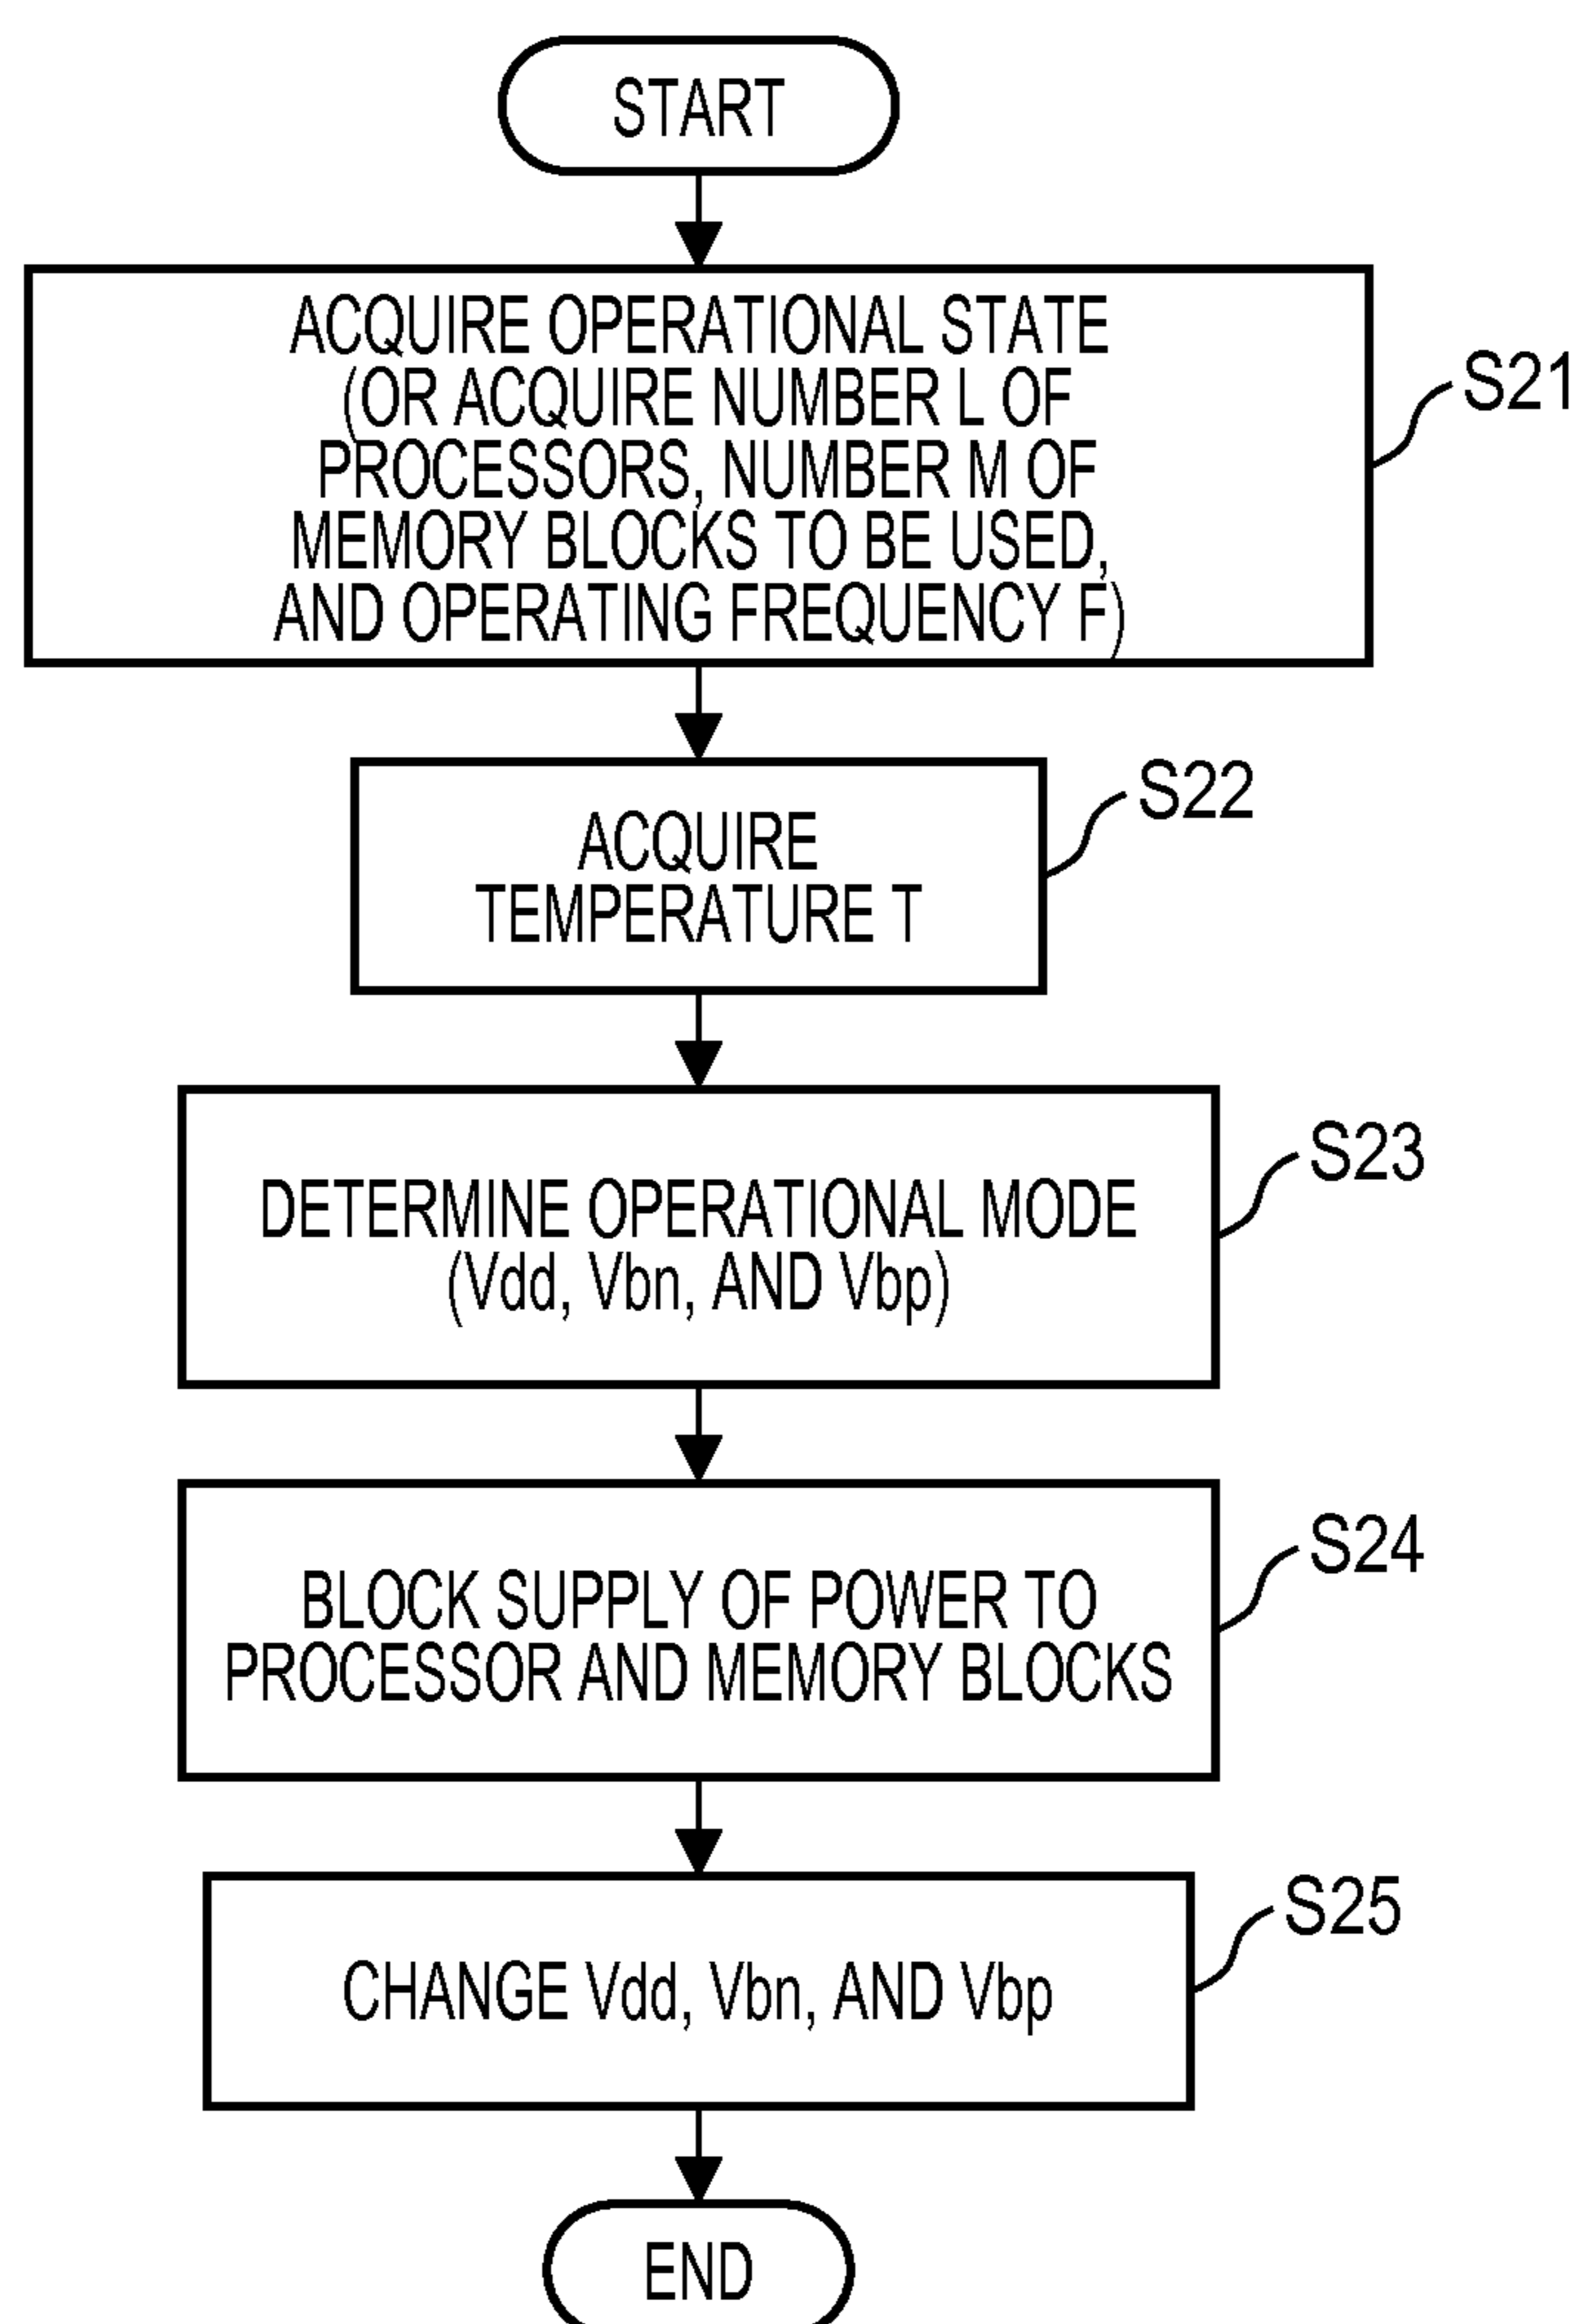 START
ACQUIRE OPERATIONAL STATE
(OR ACQUIRE NUMBER L OF
PROCESSORS, NUMBER M OF
MEMORY BLOCKS TO BE USED,
AND OPERATING FREQUENCY F)
S21
ACQUIRE
TEMPERATURE T
S22
DETERMINE OPERATIONAL MODE
(Vdd, Vbn, AND Vbp)
S23
BLOCK SUPPLY OF POWER TO
PROCESSOR AND MEMORY BLOCKS
S24
CHANGE Vdd, Vbn, AND Vbp
S25
END